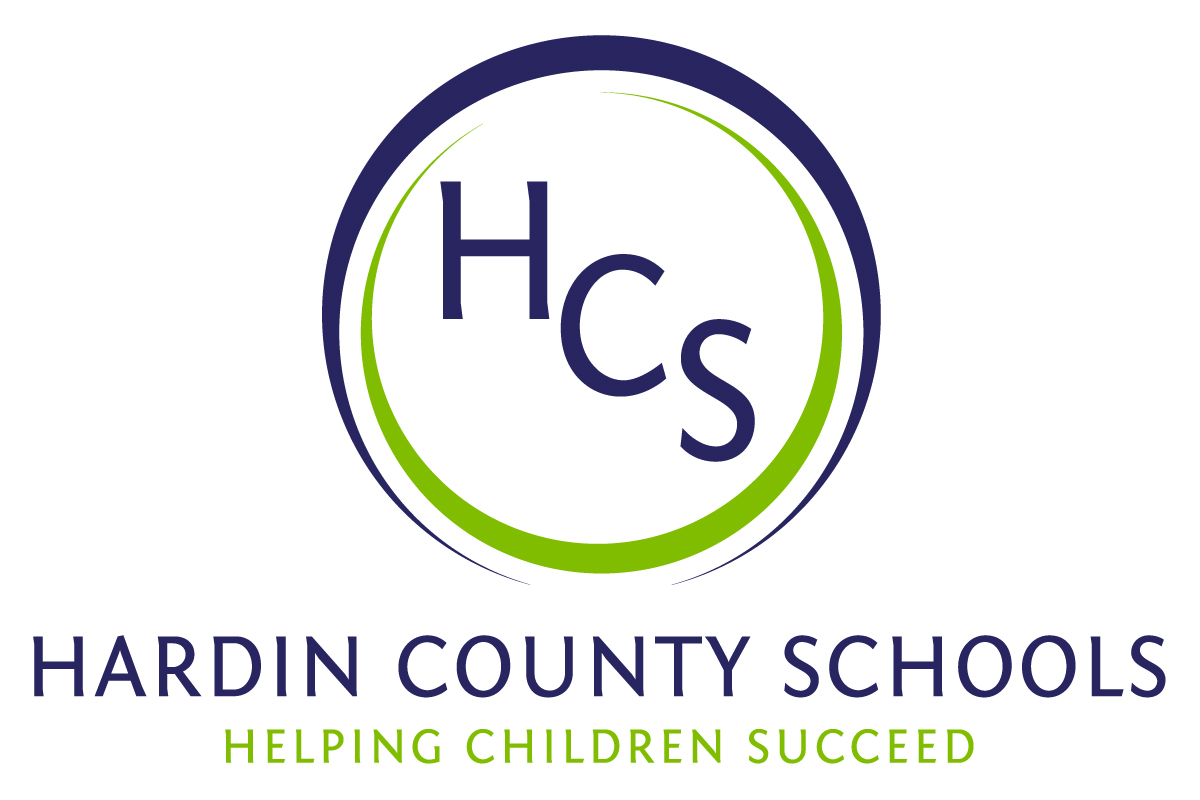 HCS
HARDIN COUNTY SCHOOLS
HELPING CHILDREN SUCCEED